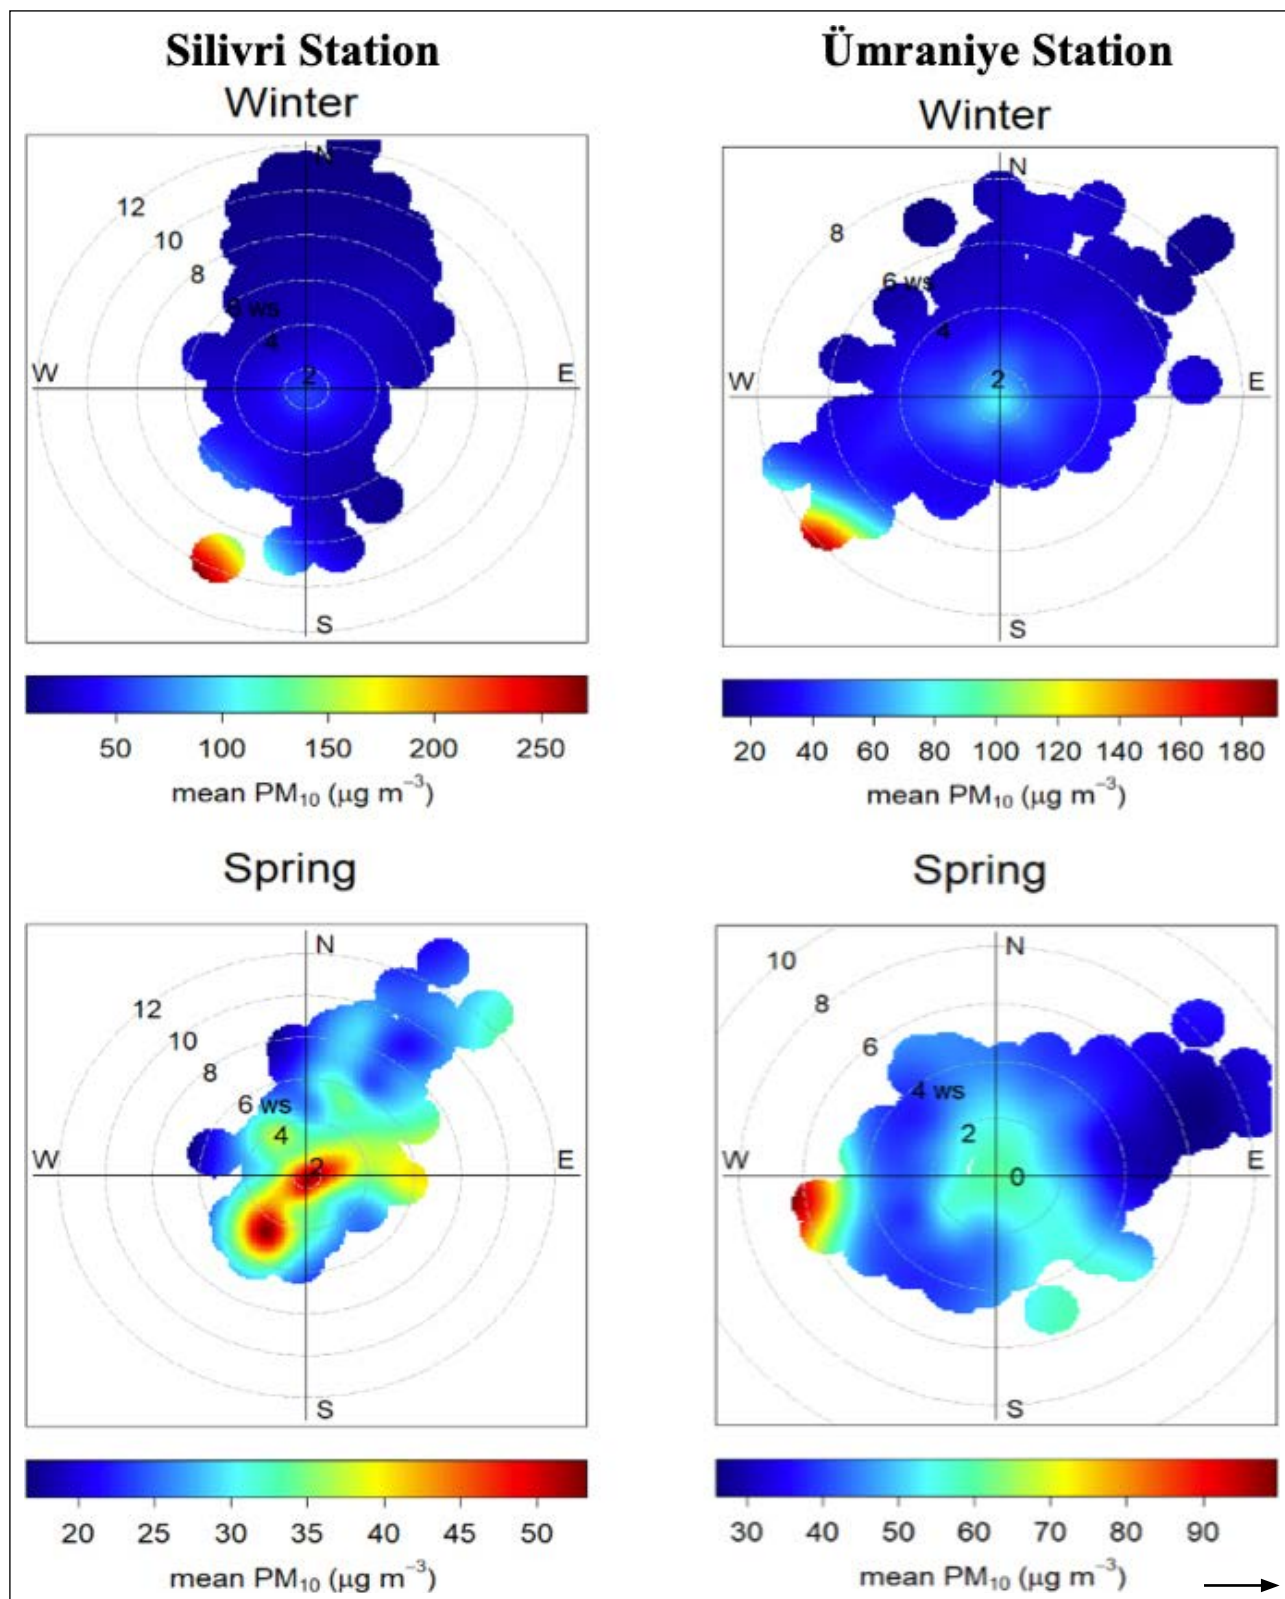 Silivri Station
Ümraniye Station
Winter
Winter
N
12
10
8
6 ws
4
2
W
E
S
N
8
6 ws
4
2
W
E
S
50 100 150 200 250
mean PM₁₀ (µg m⁻³)
20 40 60 80 100 120 140 160 180
mean PM₁₀ (µg m⁻³)
Spring
Spring
N
12
10
8
6 ws
4
2
W
E
S
N
10
8
6
4 ws
2
0
W
E
S
20 25 30 35 40 45 50
mean PM₁₀ (µg m⁻³)
30 40 50 60 70 80 90
mean PM₁₀ (µg m⁻³)